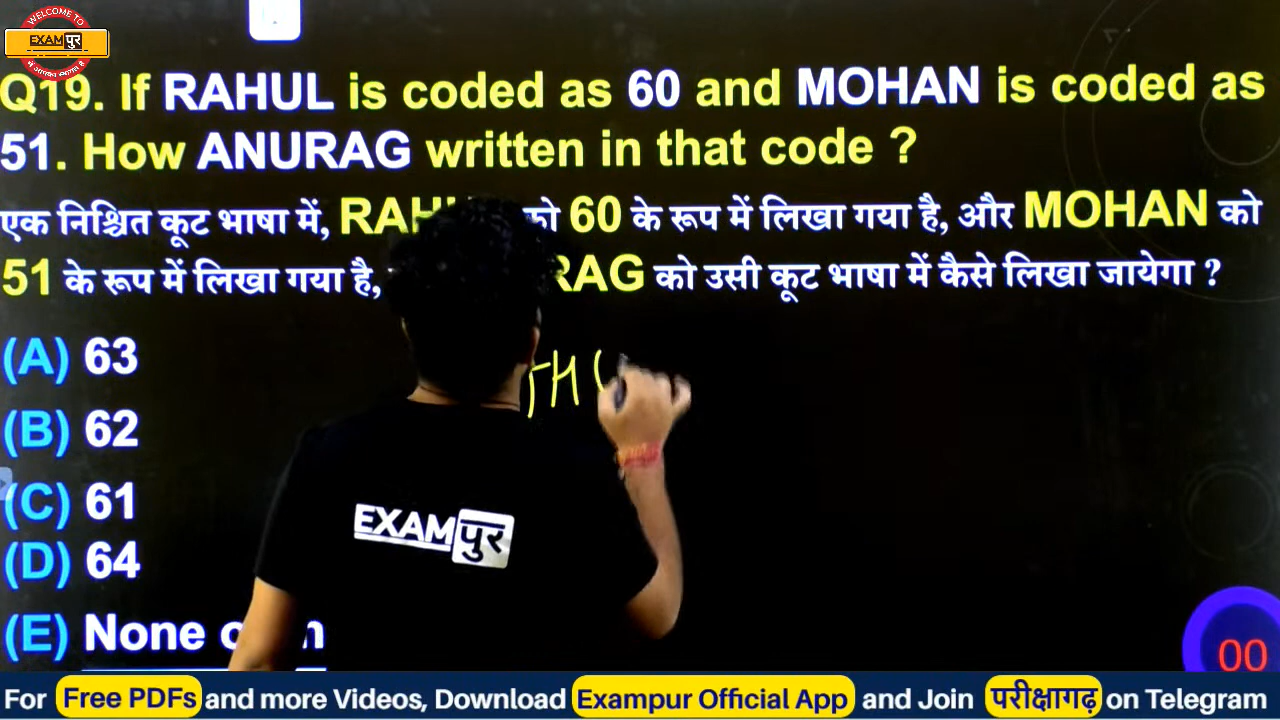 WELCOME TO
EXAMपुर
Q19. If RAHUL is coded as 60 and MOHAN is coded as
51. How ANURAG written in that code ?
एक निश्चित कूट भाषा में, RAH को 60 के रूप में लिखा गया है, और MOHAN को
51 के रूप में लिखा गया है, RAG को उसी कूट भाषा में कैसे लिखा जायेगा ?
(A) 63
(B) 62
(C) 61
(D) 64
(E) None
EXAMपुर
00
For Free PDFs and more Videos, Download Exampur Official App and Join परीक्षागढ़ on Telegram